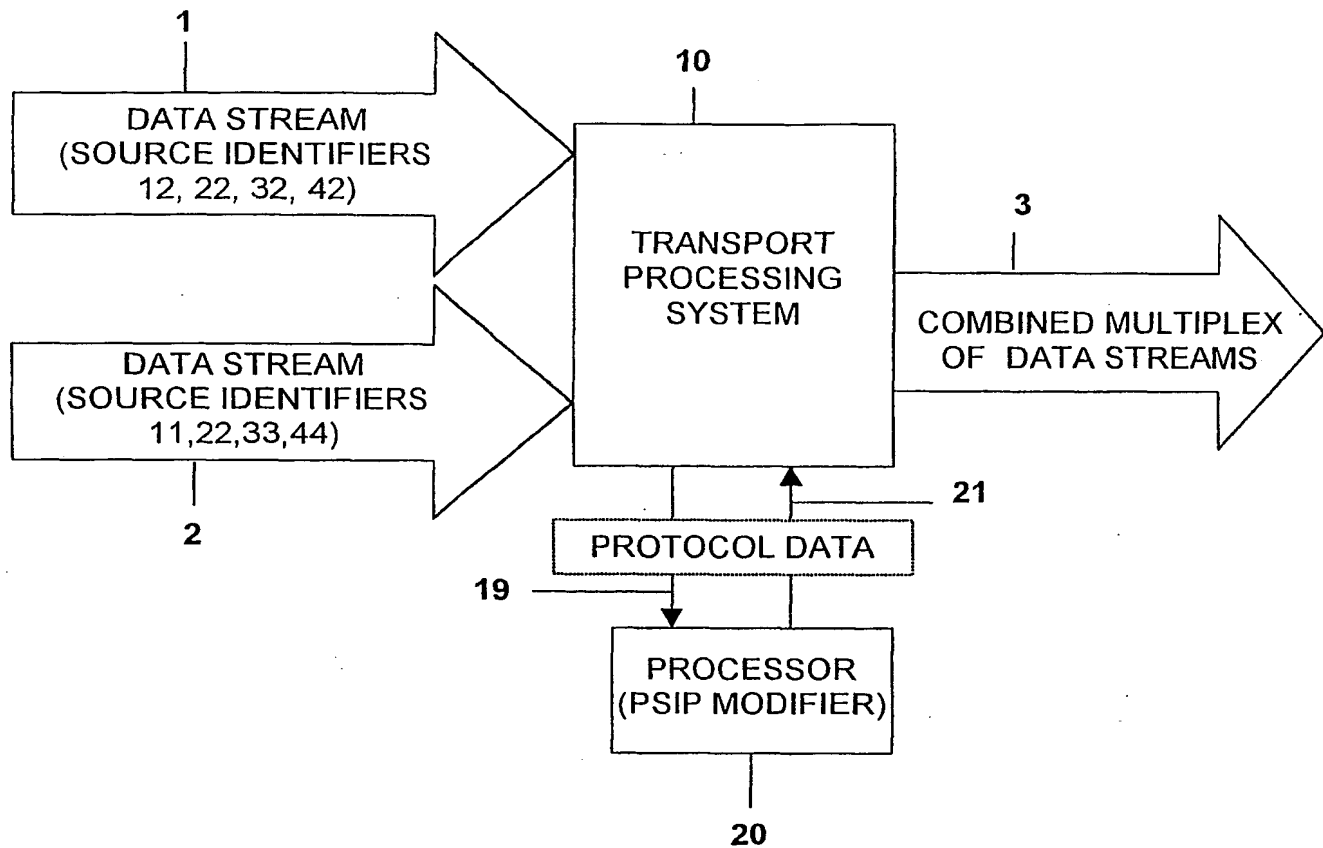 1
DATA STREAM
(SOURCE IDENTIFIERS
12, 22, 32, 42)
10
TRANSPORT
PROCESSING
SYSTEM
3
COMBINED MULTIPLEX
OF DATA STREAMS
DATA STREAM
(SOURCE IDENTIFIERS
11,22,33,44)
2
21
PROTOCOL DATA
19
PROCESSOR
(PSIP MODIFIER)
20